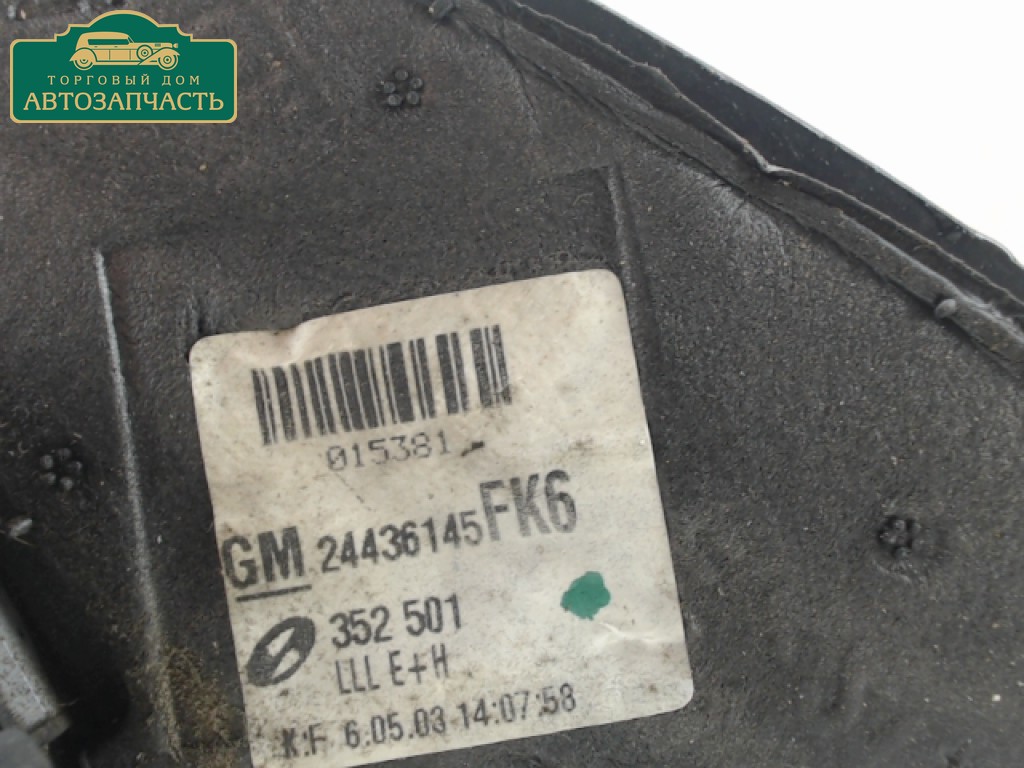 ТОРГОВЫЙ ДОМ
АВТОЗАПЧАСТЬ
015381
GM 24436145 FK6
352 501
LLL E+H
K:F 6.05.03 14:07:58